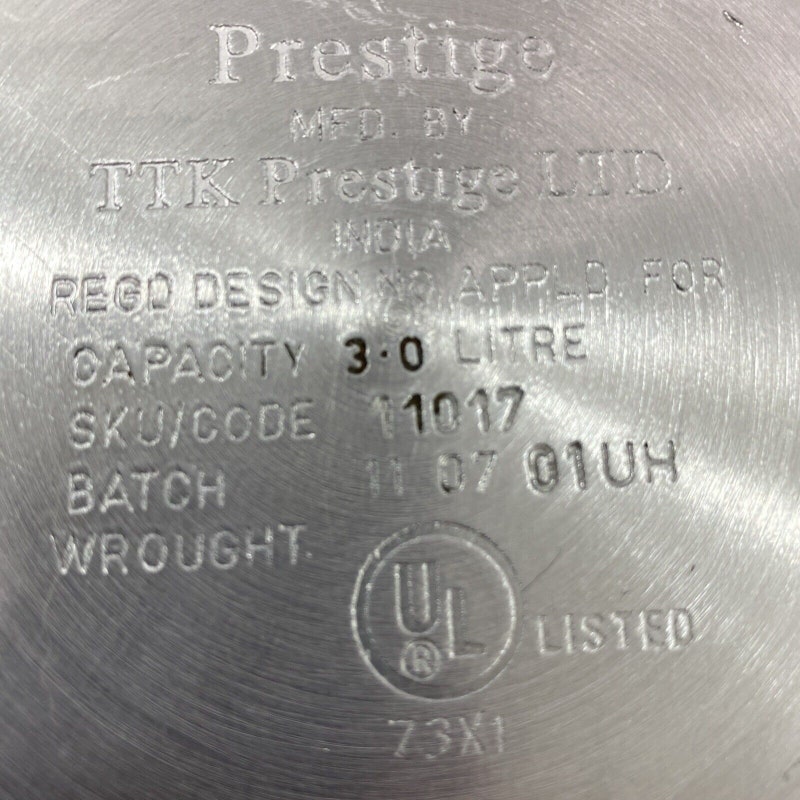 Prestige
MFD. BY
TTK Prestige LTD.
INDIA
REGD DESIGN NO APPLD. FOR
CAPACITY 3.0 LITRE
SKU/CODE 11017
BATCH 11 07 01UH
WROUGHT.
UL ® LISTED
73X1